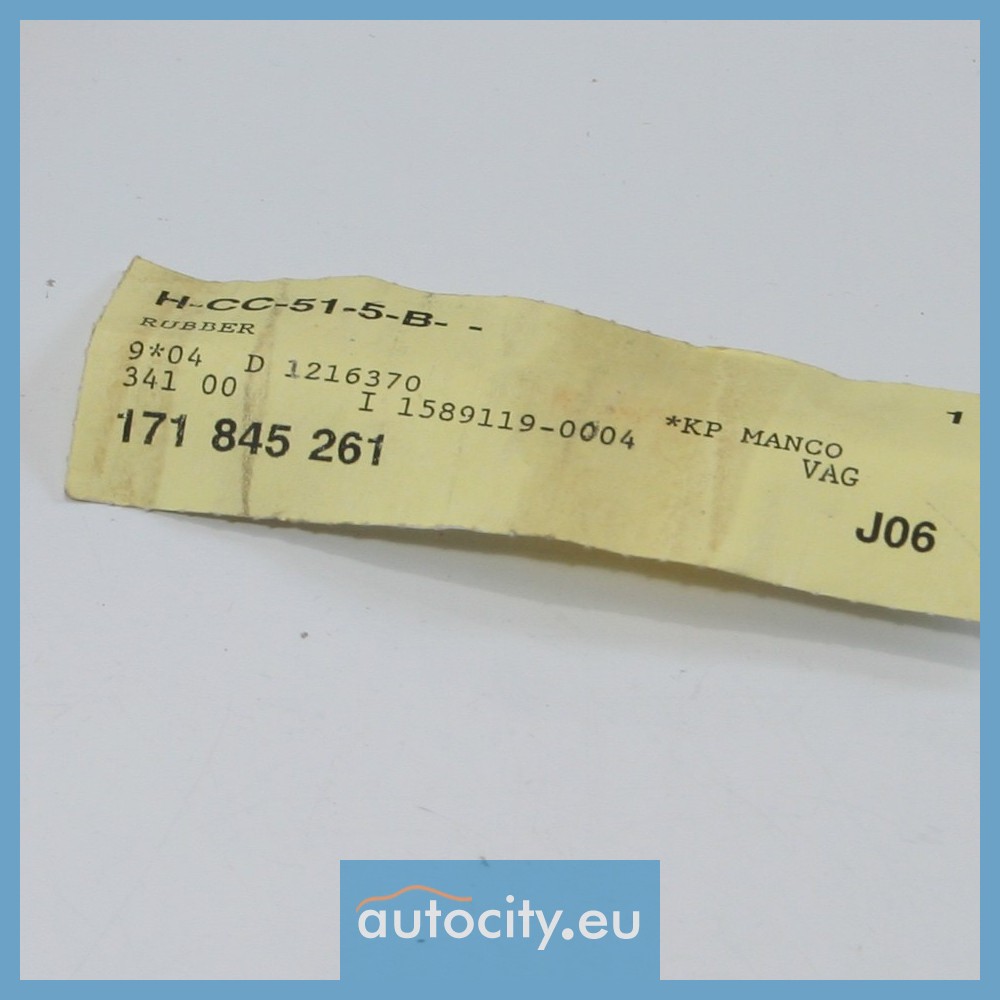 H-CC-51-5-B- -
RUBBER
9*04 D 1216370
341 00 I 1589119-0004 *KP MANCO 1
171 845 261 VAG
J06
autocity.eu